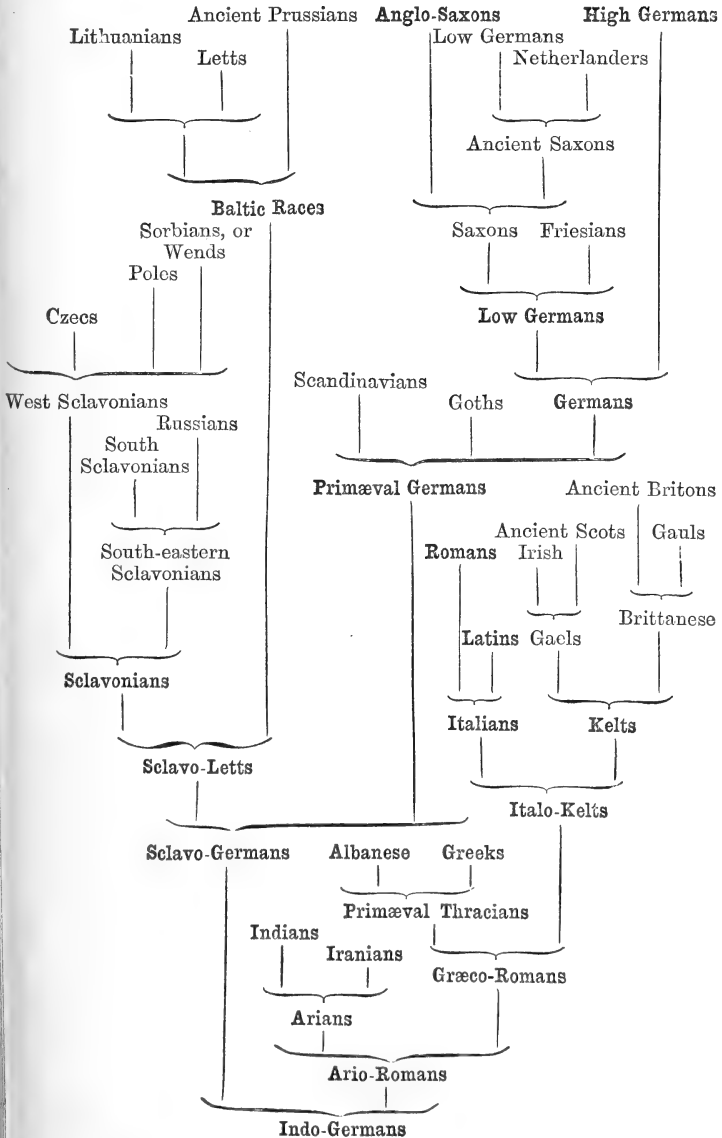 Ancient Prussians
Anglo-Saxons
High Germans
Lithuanians
Low Germans
Letts
Netherlanders
Ancient Saxons
Baltic Races
Sorbians, or
Wends
Saxons
Friesians
Poles
Czecs
Low Germans
Scandinavians
West Sclavonians
Goths
Germans
Russians
South
Sclavonians
Primæval Germans
Ancient Britons
Ancient Scots
Gauls
South-eastern
Sclavonians
Romans
Irish
Brittanese
Latins
Gaels
Sclavonians
Italians
Kelts
Sclavo-Letts
Italo-Kelts
Sclavo-Germans
Albanese
Greeks
Primæval Thracians
Indians
Iranians
Græco-Romans
Arians
Ario-Romans
Indo-Germans